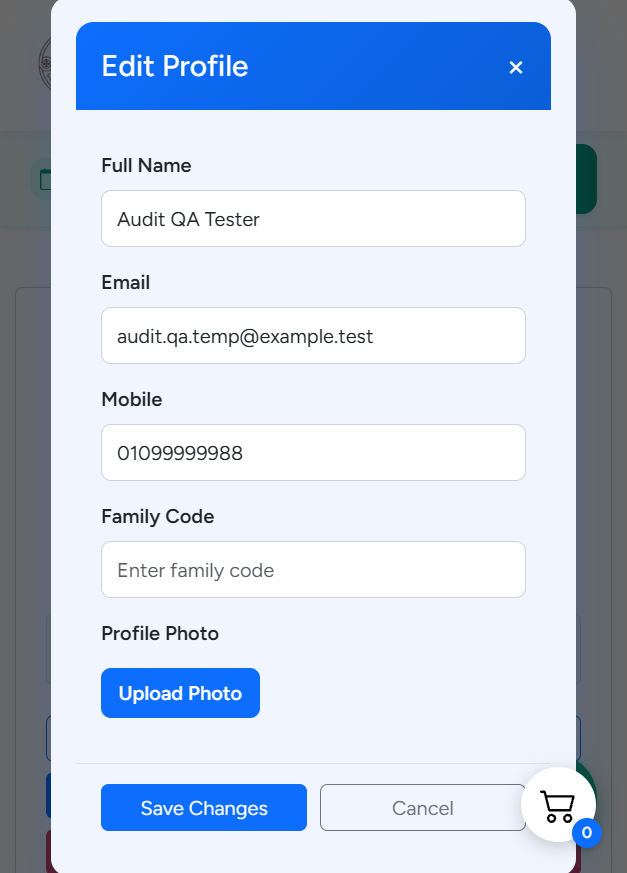 Edit Profile
×
Full Name
Audit QA Tester
Email
audit.qa.temp@example.test
Mobile
01099999988
Family Code
Enter family code
Profile Photo
Upload Photo
Save Changes
Cancel
0